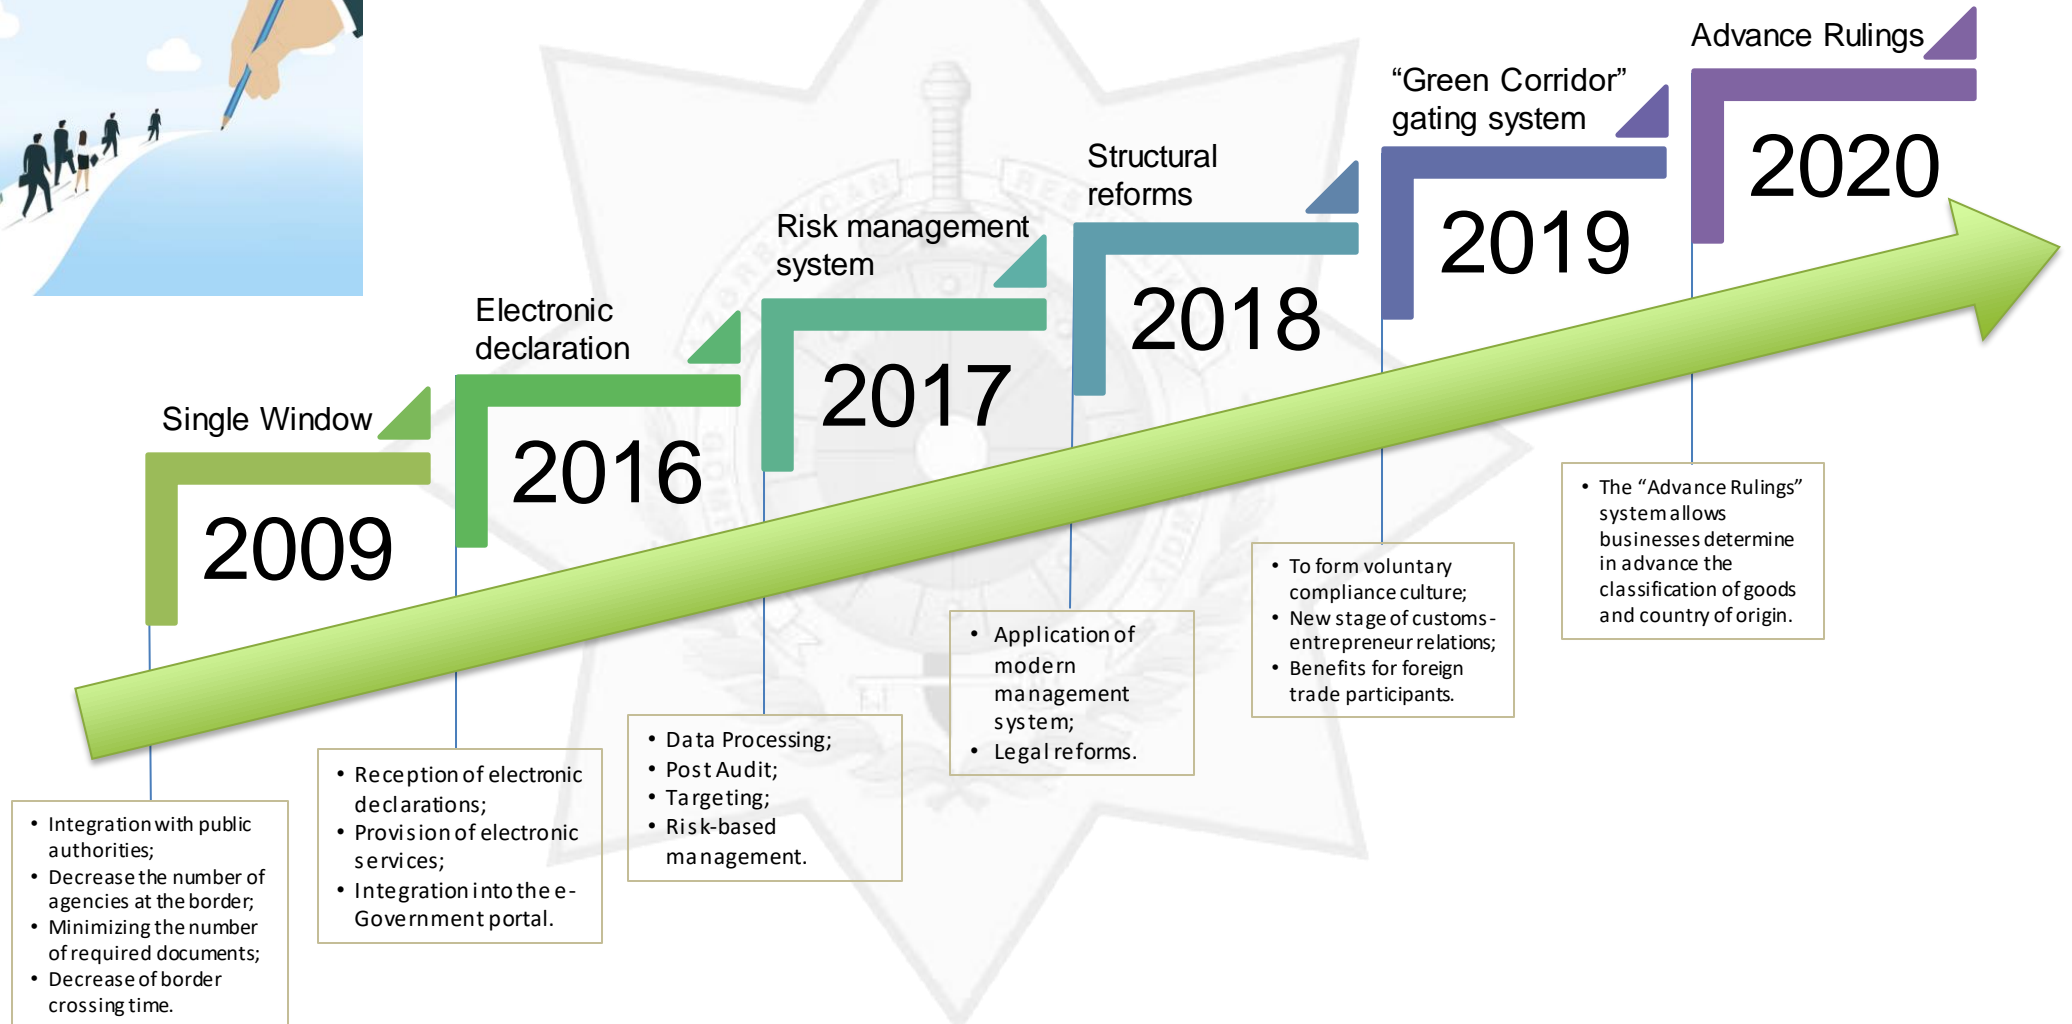 Single Window
2009
• Integration with public
authorities;
• Decrease the number of
agencies at the border;
• Minimizing the number
of required documents;
• Decrease of border
crossing time.
Electronic
declaration
2016
• Reception of electronic
declarations;
• Provision of electronic
services;
• Integration into the e-
Government portal.
Risk management
system
2017
• Data Processing;
• Post Audit;
• Targeting;
• Risk-based
management.
Structural
reforms
2018
• Application of
modern
management
system;
• Legal reforms.
“Green Corridor”
gating system
2019
• To form voluntary
compliance culture;
• New stage of customs-
entrepreneur relations;
• Benefits for foreign
trade participants.
Advance Rulings
2020
• The “Advance Rulings”
system allows
businesses determine
in advance the
classification of goods
and country of origin.